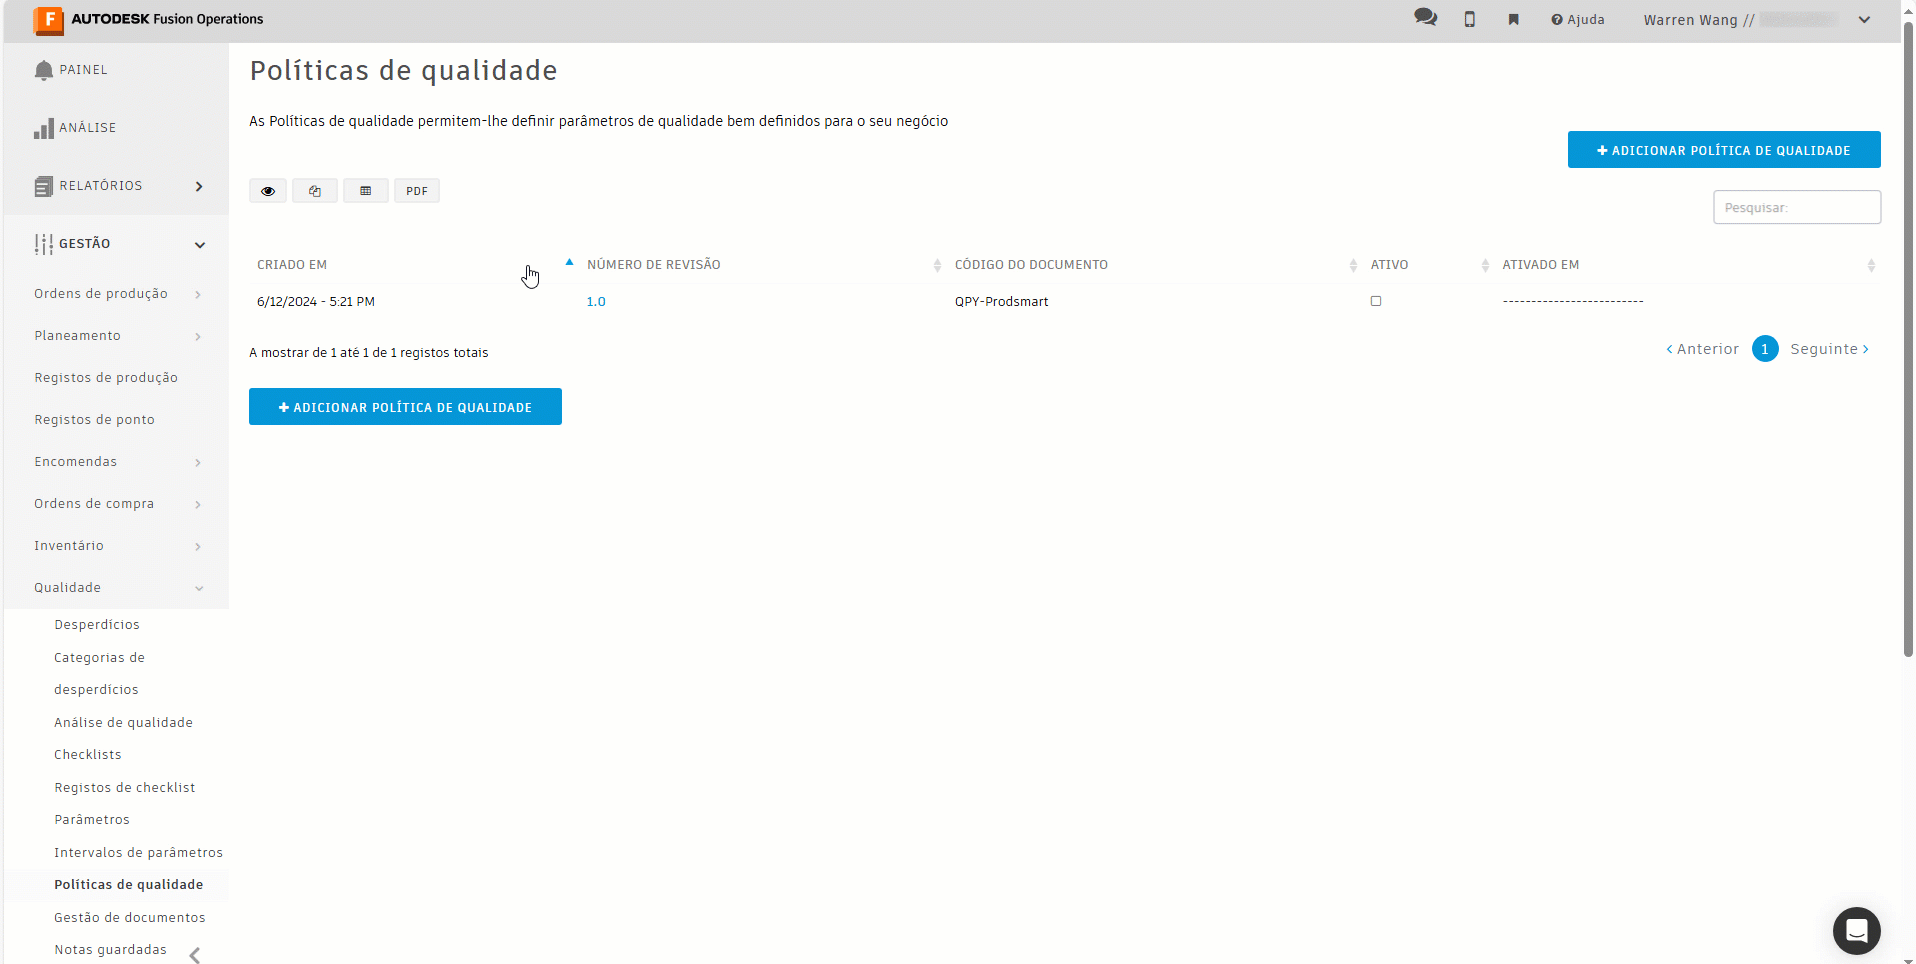 F AUTODESK Fusion Operations
Ajuda
Warren Wang //
PAINEL
ANÁLISE
RELATÓRIOS
GESTÃO
Ordens de produção
Planeamento
Registos de produção
Registos de ponto
Encomendas
Ordens de compra
Inventário
Qualidade
Desperdícios
Categorias de
desperdícios
Análise de qualidade
Checklists
Registos de checklist
Parâmetros
Intervalos de parâmetros
Políticas de qualidade
Gestão de documentos
Notas guardadas
Políticas de qualidade
As Políticas de qualidade permitem-lhe definir parâmetros de qualidade bem definidos para o seu negócio
+ ADICIONAR POLÍTICA DE QUALIDADE
PDF
Pesquisar:
CRIADO EM NÚMERO DE REVISÃO CÓDIGO DO DOCUMENTO ATIVO ATIVADO EM
6/12/2024 - 5:21 PM 1.0 QPY-Prodsmart -------------------------
A mostrar de 1 até 1 de 1 registos totais
‹ Anterior 1 Seguinte ›
+ ADICIONAR POLÍTICA DE QUALIDADE